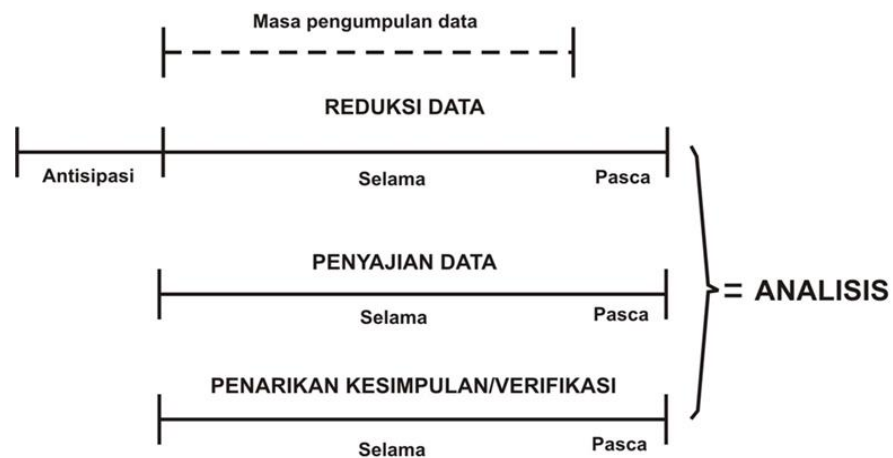 Masa pengumpulan data
REDUKSI DATA
Antisipasi Selama Pasca
PENYAJIAN DATA
Selama Pasca
= ANALISIS
PENARIKAN KESIMPULAN/VERIFIKASI
Selama Pasca